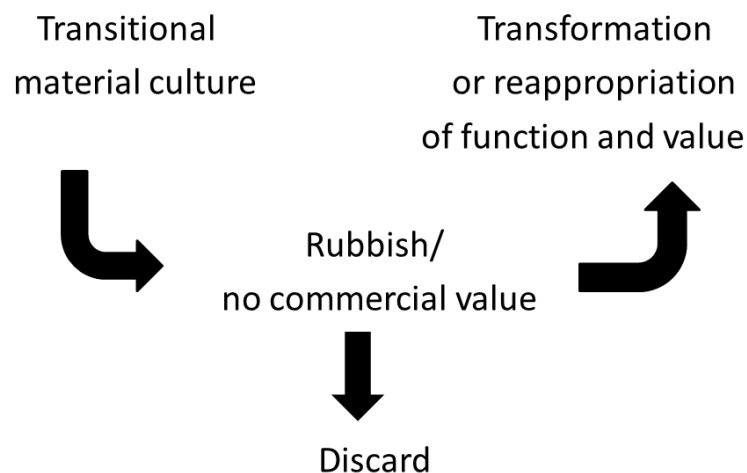 Transitional
material culture
Transformation
or reappropriation
of function and value
Rubbish/
no commercial value
Discard